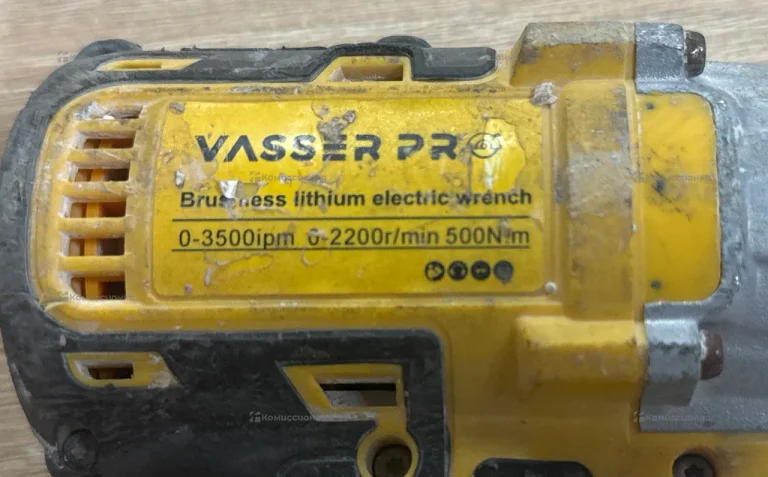 VASSER PRO
Brushless lithium electric wrench
0-3500ipm 0-2200r/min 500N/m